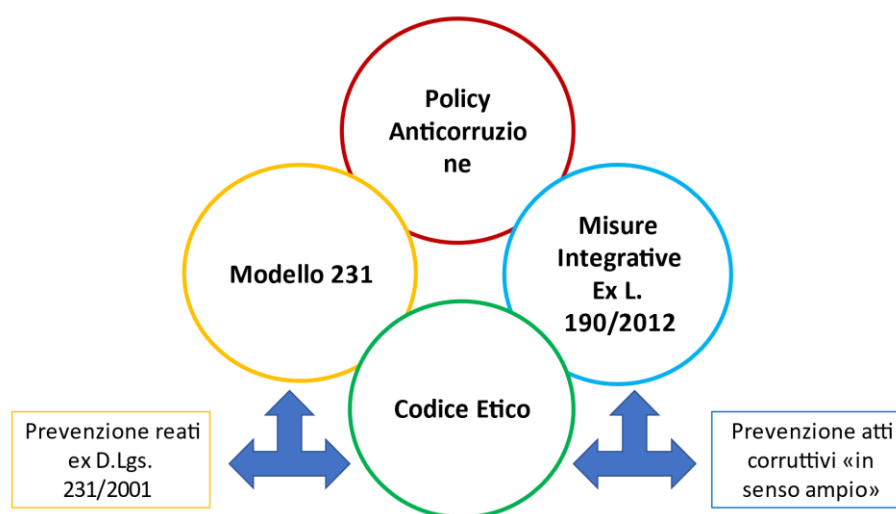 Policy
Anticorruzio
ne
Modello 231
Misure
Integrative
Ex L.
190/2012
Codice Etico
Prevenzione reati
ex D.Lgs.
231/2001
Prevenzione atti
corruttivi «in
senso ampio»